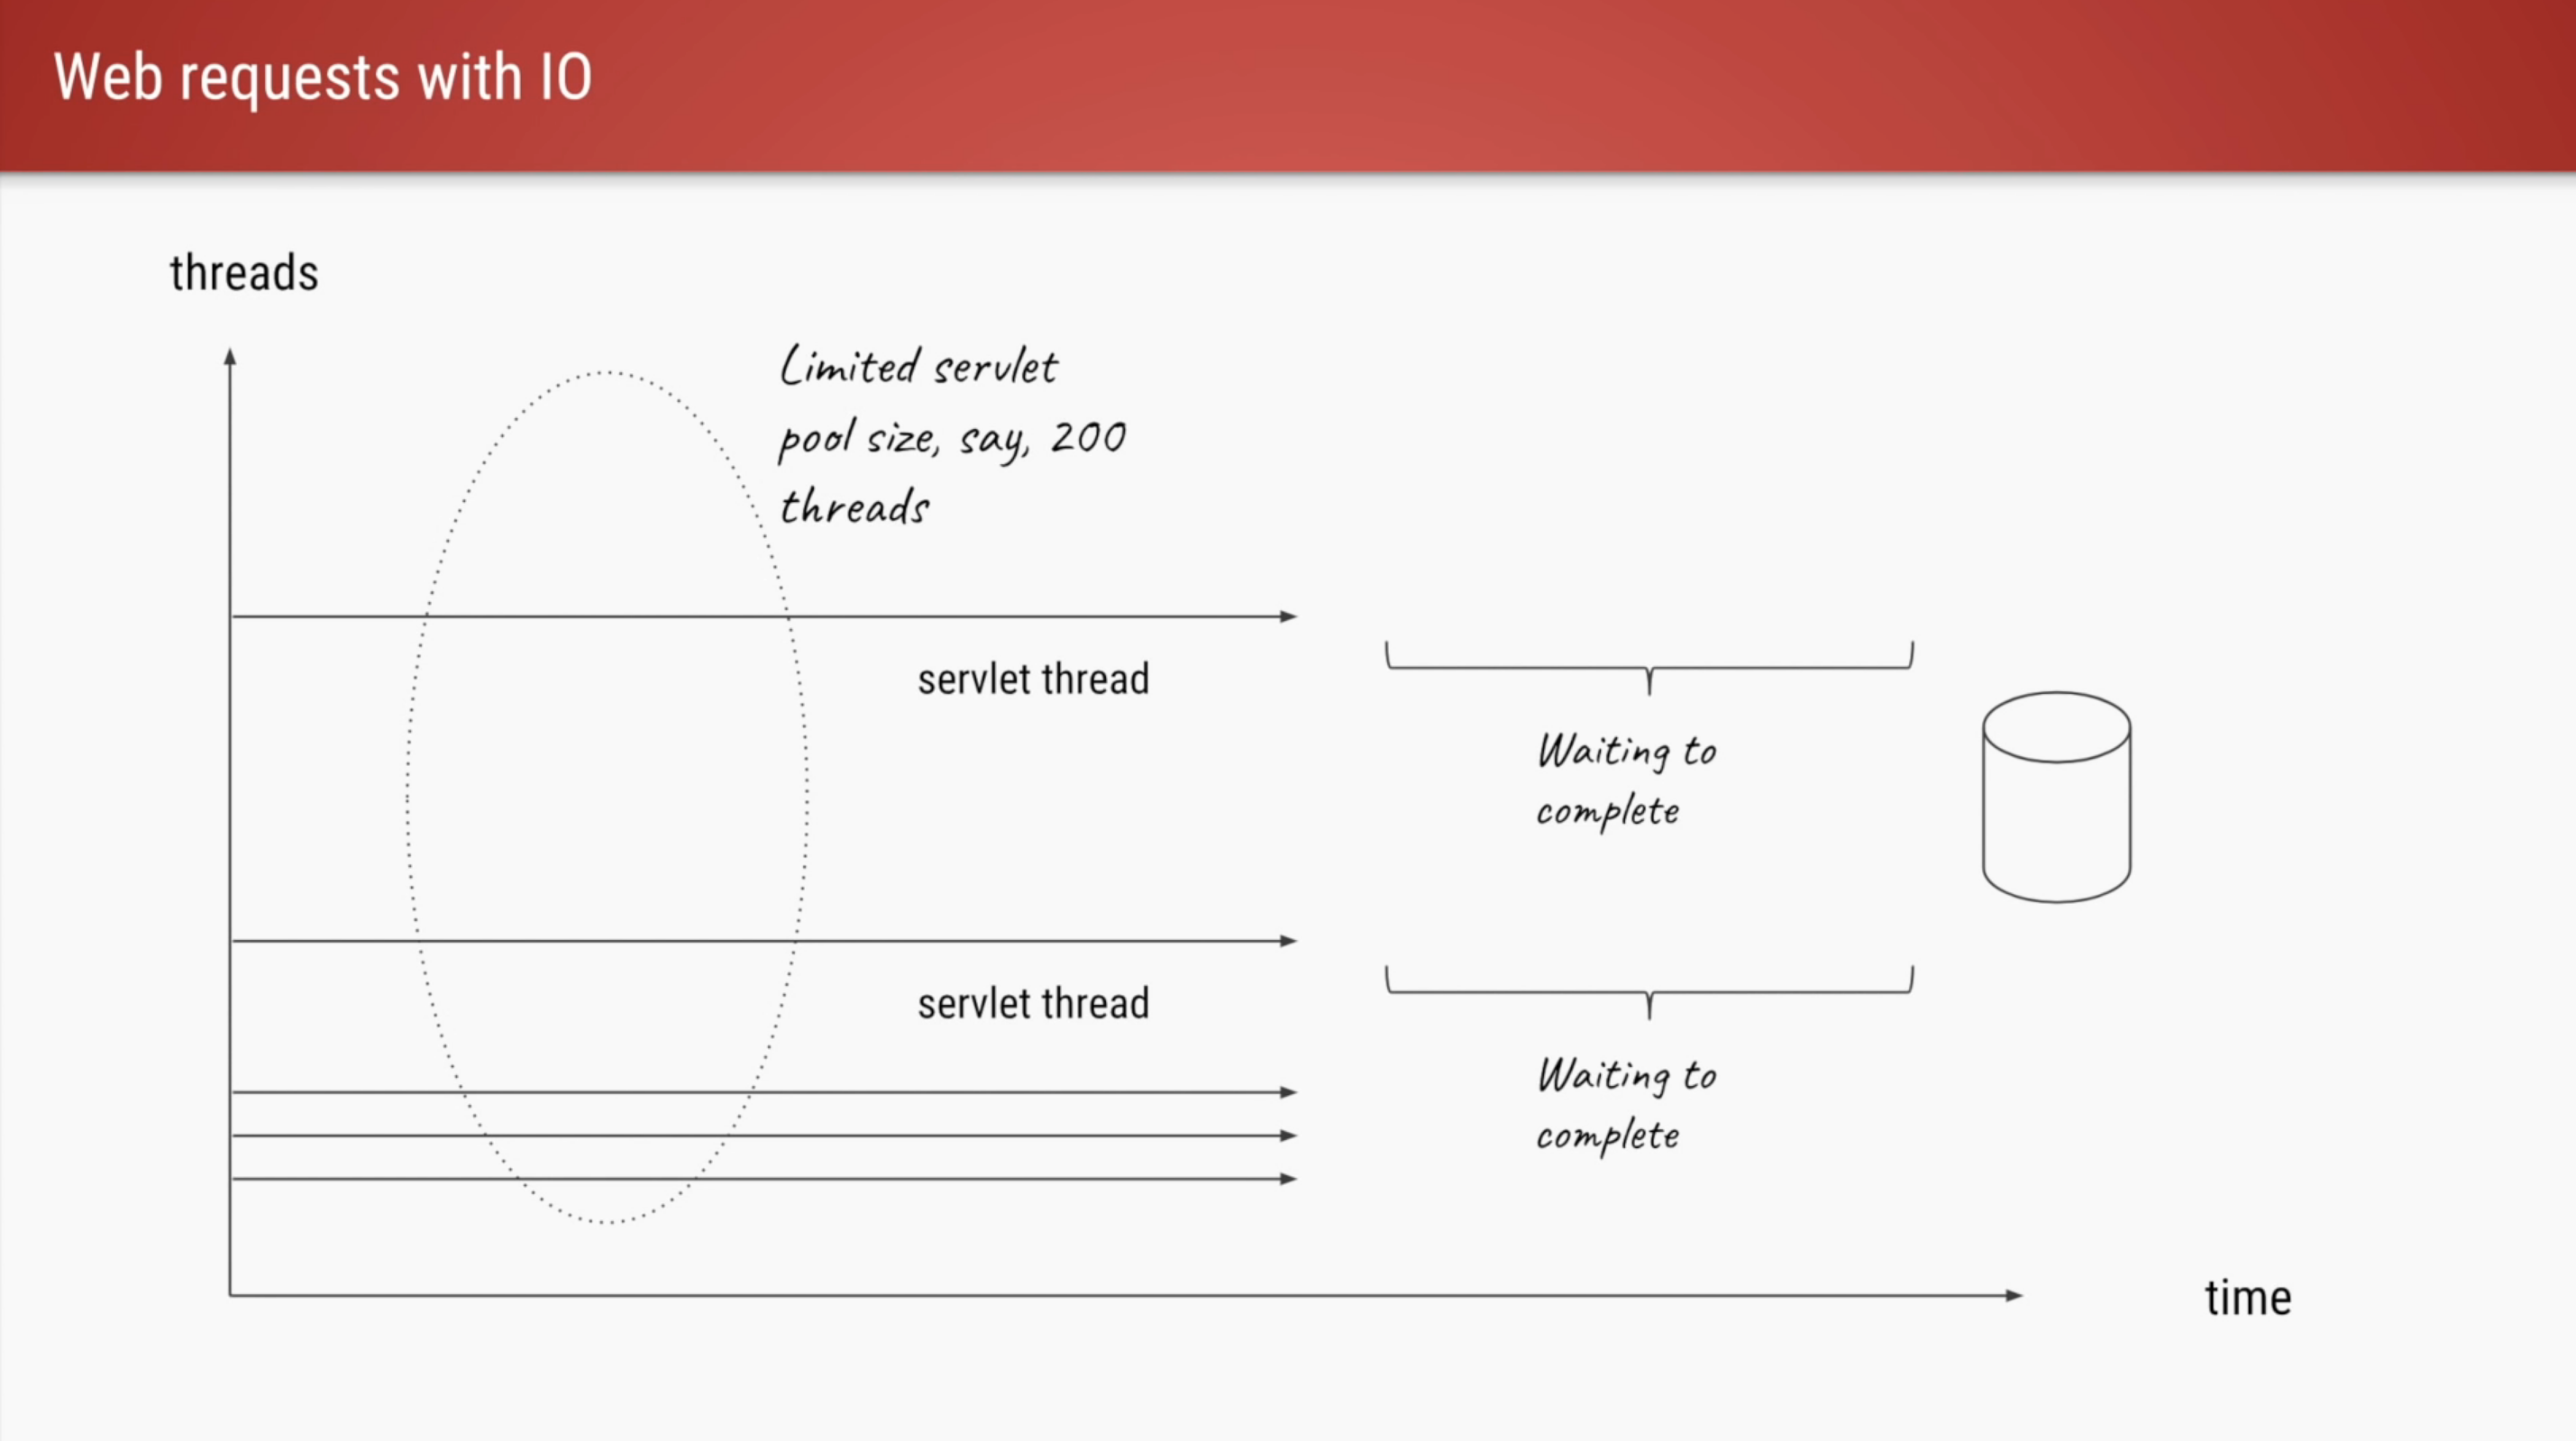 Web requests with IO
threads
Limited servlet
pool size, say, 200
threads
servlet thread
Waiting to
complete
servlet thread
Waiting to
complete
time